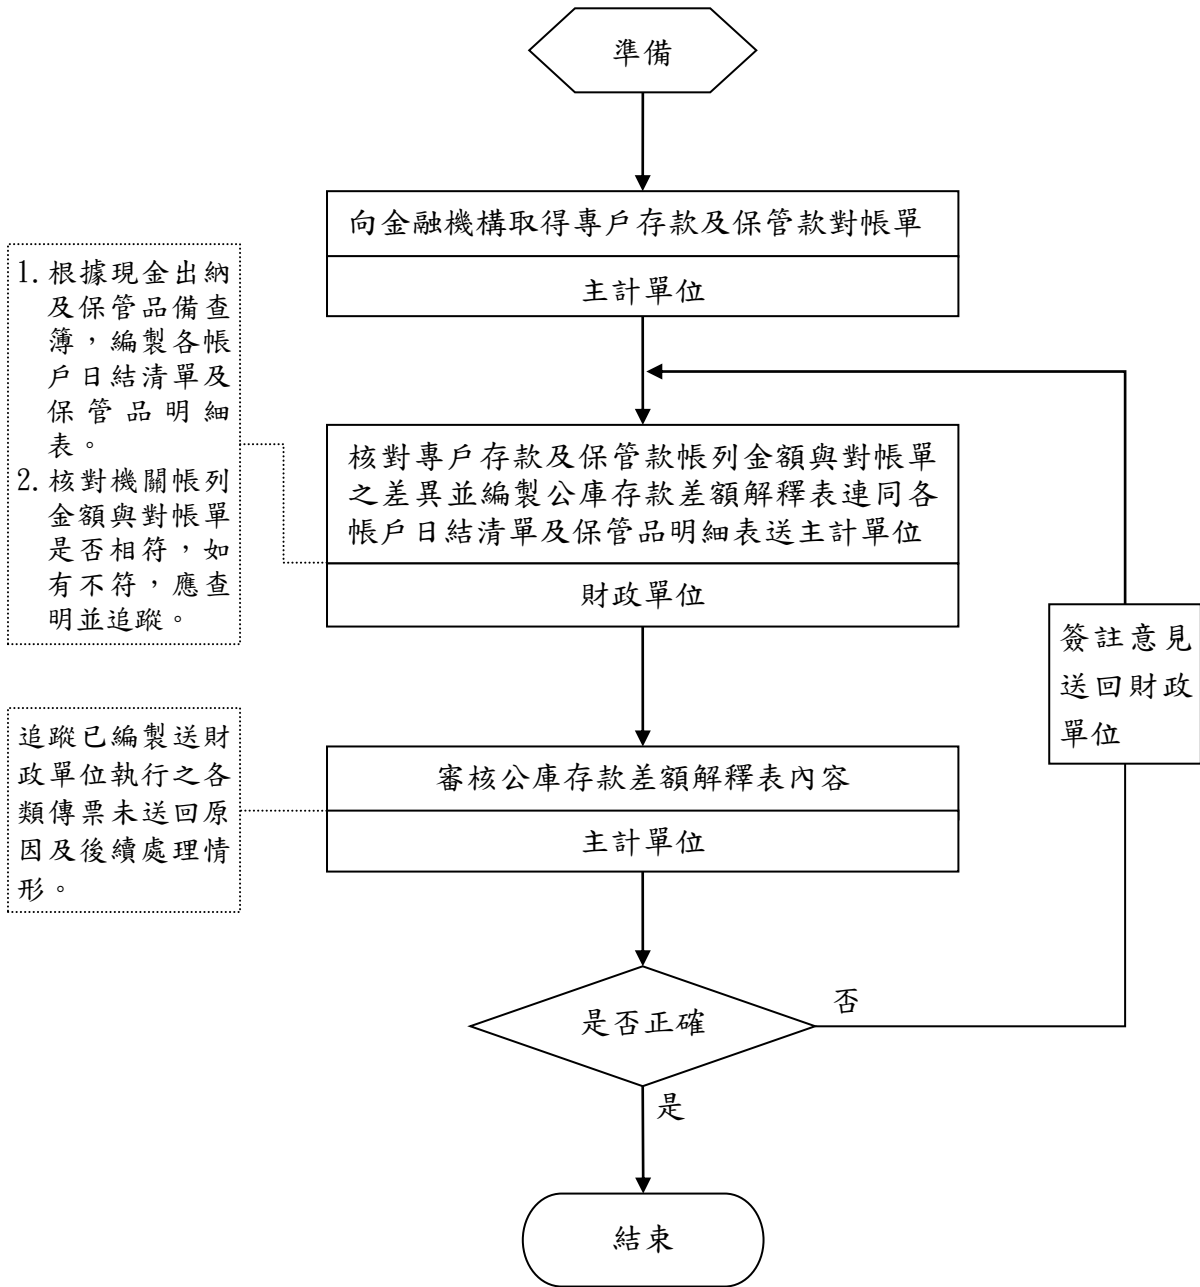 準備
向金融機構取得專戶存款及保管款對帳單
主計單位
1. 根據現金出納
及保管品備查
簿，編製各帳
戶日結清單及
保管品明細
表。
2. 核對機關帳列
金額與對帳單
是否相符，如
有不符，應查
明並追蹤。
核對專戶存款及保管款帳列金額與對帳單
之差異並編製公庫存款差額解釋表連同各
帳戶日結清單及保管品明細表送主計單位
財政單位
簽註意見
送回財政
單位
追蹤已編製送財
政單位執行之各
類傳票未送回原
因及後續處理情
形。
審核公庫存款差額解釋表內容
主計單位
是否正確
否
是
結束